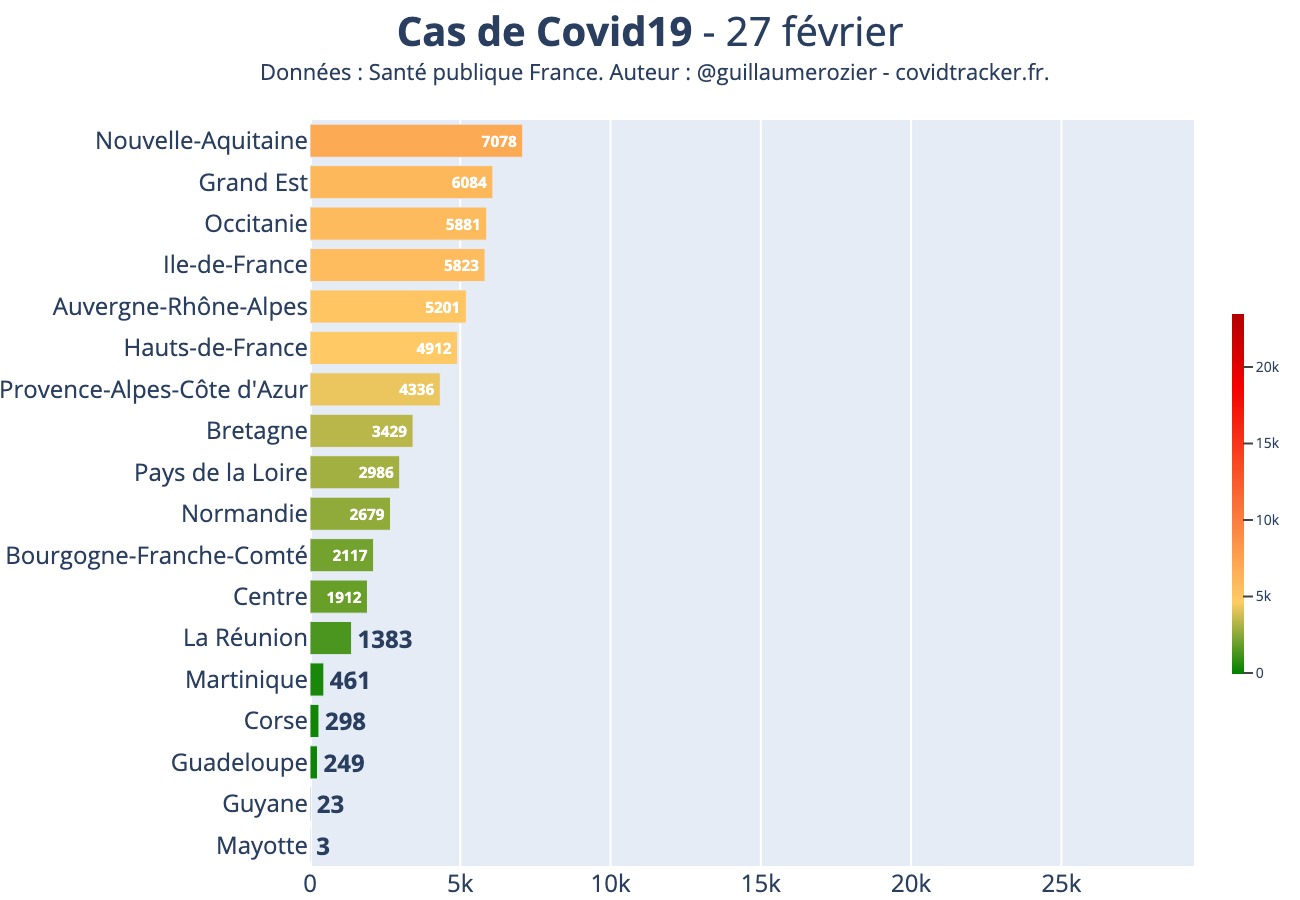 Cas de Covid19 - 27 février
Données : Santé publique France. Auteur : @guillaumerozier - covidtracker.fr.
Nouvelle-Aquitaine 7078
Grand Est 6084
Occitanie 5881
Ile-de-France 5823
Auvergne-Rhône-Alpes 5201
Hauts-de-France 4912
Provence-Alpes-Côte d'Azur 4336
Bretagne 3429
Pays de la Loire 2986
Normandie 2679
Bourgogne-Franche-Comté 2117
Centre 1912
La Réunion 1383
Martinique 461
Corse 298
Guadeloupe 249
Guyane 23
Mayotte 3
0 5k 10k 15k 20k 25k
20k
15k
10k
5k
0